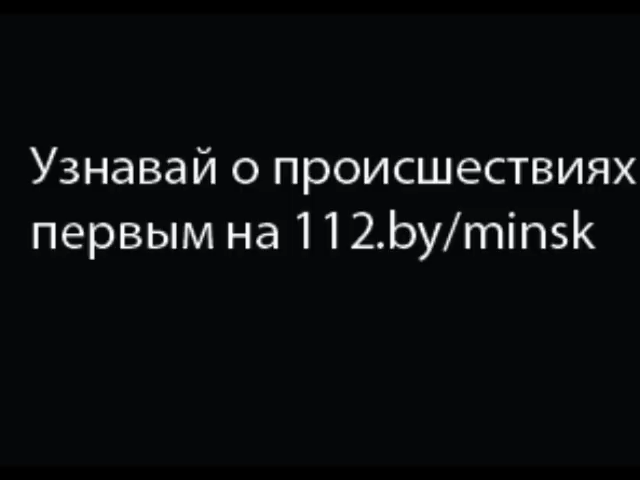 Узнавай о происшествиях
первым на 112.by/minsk